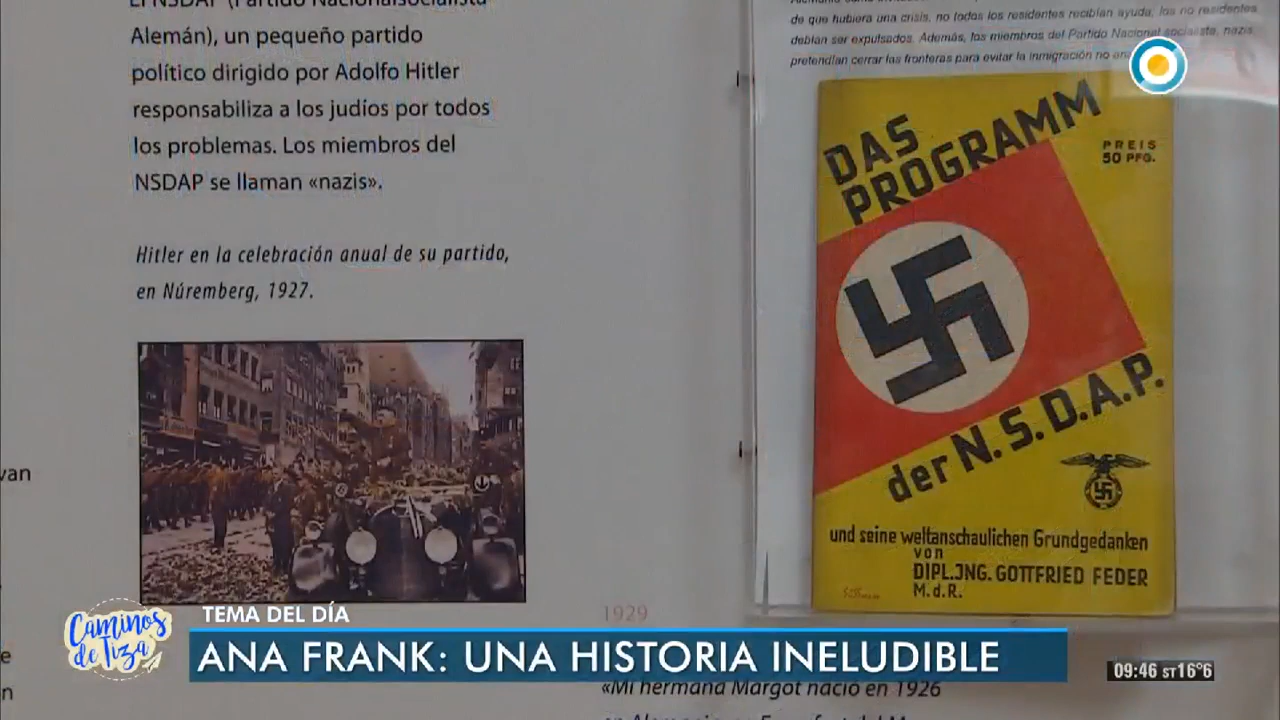 El NSDAP (Partido Nacionalsocialista
Alemán), un pequeño partido
político dirigido por Adolfo Hitler
responsabiliza a los judíos por todos
los problemas. Los miembros del
NSDAP se llaman «nazis».
Hitler en la celebración anual de su partido,
en Núremberg, 1927.
de que hubiera una crisis, no todos los residentes recibían ayuda, los no residentes
debían ser expulsados. Además, los miembros del Partido Nacional socialista, nazis,
pretendían cerrar las fronteras para evitar la inmigración no
DAS
PROGRAMM
PREIS
50 PFG.
der N.S.D.A.P.
und seine weltanschaulichen Grundgedanken
von
DIPL.JNG. GOTTFRIED FEDER
M.d.R.
van
e
n
1929
Caminos
de Tiza
TEMA DEL DÍA
ANA FRANK: UNA HISTORIA INELUDIBLE
09:46 ST16°6
«Mi hermana Margot nació en 1926